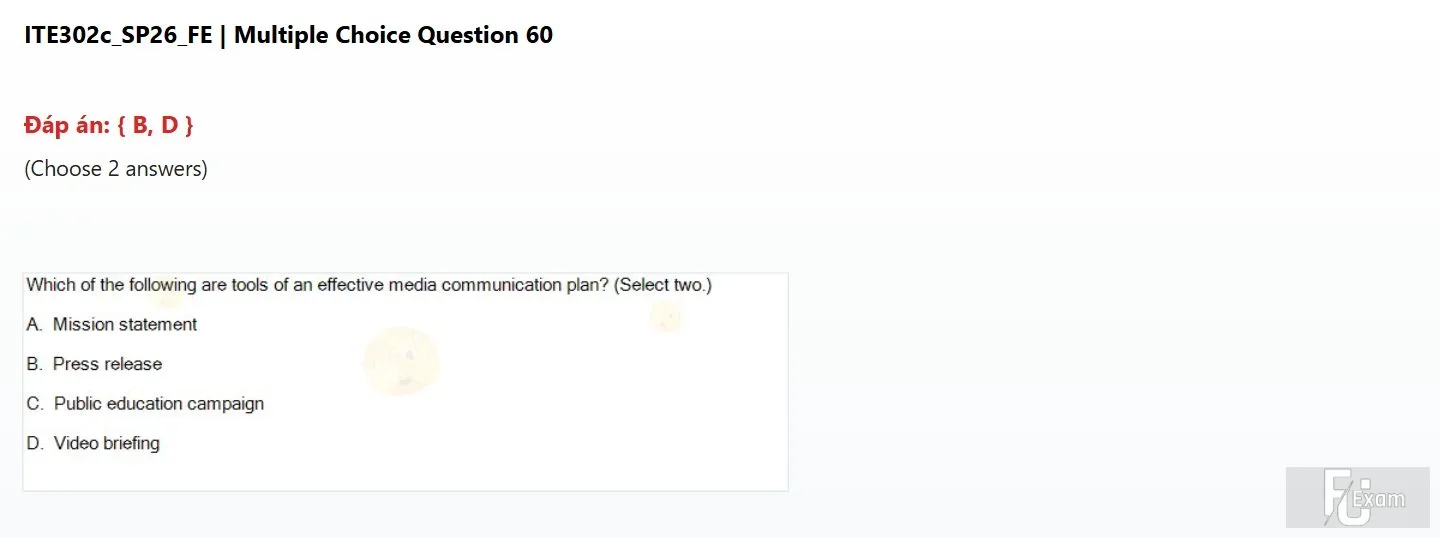 ITE302c_SP26_FE | Multiple Choice Question 60
Đáp án: { B, D }
(Choose 2 answers)
Which of the following are tools of an effective media communication plan? (Select two.)
A. Mission statement
B. Press release
C. Public education campaign
D. Video briefing
FU Exam